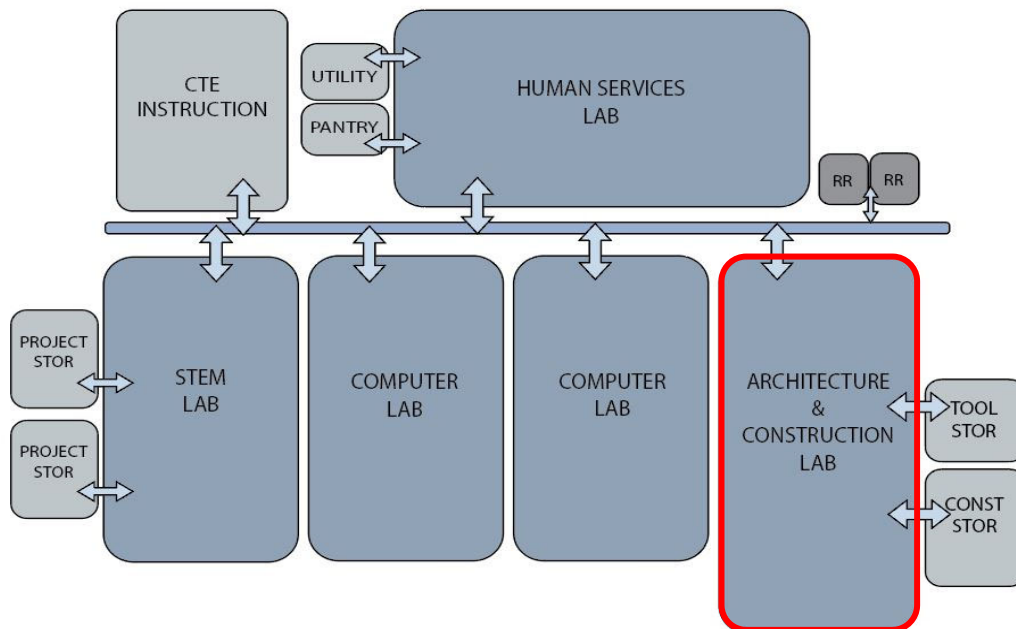 CTE
INSTRUCTION
UTILITY
PANTRY
HUMAN SERVICES
LAB
RR
RR
PROJECT
STOR
PROJECT
STOR
STEM
LAB
COMPUTER
LAB
COMPUTER
LAB
ARCHITECTURE
&
CONSTRUCTION
LAB
TOOL
STOR
CONST
STOR